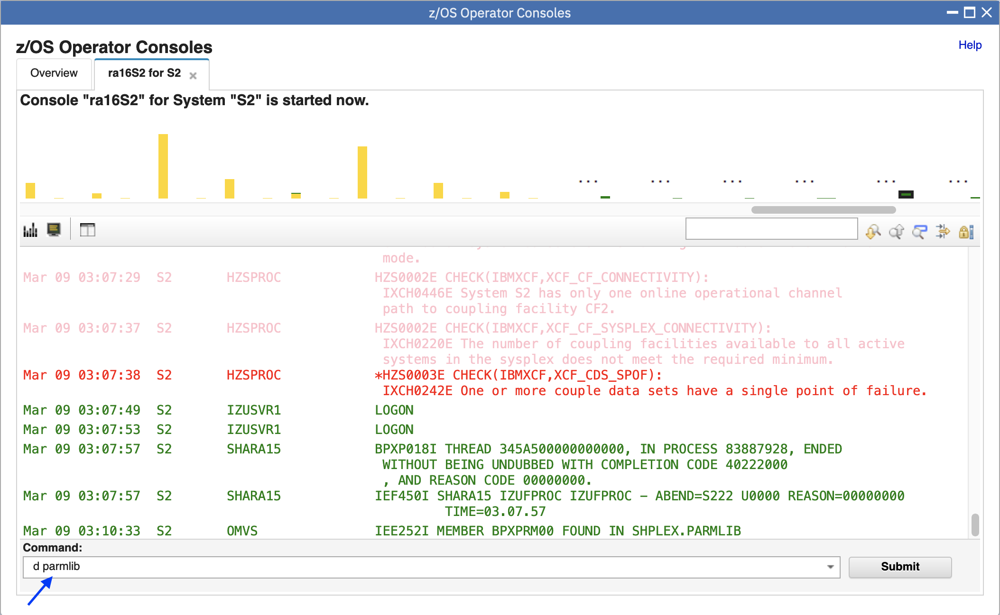 z/OS Operator Consoles
z/OS Operator Consoles
Help
Overview
ra16S2 for S2
Console "ra16S2" for System "S2" is started now.
... ... ... ... ... ...
mode.
Mar 09 03:07:29 S2 HZSPROC HZS0002E CHECK(IBMXCF,XCF_CF_CONNECTIVITY):
IXCH0446E System S2 has only one online operational channel
path to coupling facility CF2.
Mar 09 03:07:37 S2 HZSPROC HZS0002E CHECK(IBMXCF,XCF_CF_SYSPLEX_CONNECTIVITY):
IXCH0220E The number of coupling facilities available to all active
systems in the sysplex does not meet the required minimum.
Mar 09 03:07:38 S2 HZSPROC *HZS0003E CHECK(IBMXCF,XCF_CDS_SPOF):
IXCH0242E One or more couple data sets have a single point of failure.
Mar 09 03:07:49 S2 IZUSVR1 LOGON
Mar 09 03:07:53 S2 IZUSVR1 LOGON
Mar 09 03:07:57 S2 SHARA15 BPXP018I THREAD 345A500000000000, IN PROCESS 83887928, ENDED
WITHOUT BEING UNDUBBED WITH COMPLETION CODE 40222000
, AND REASON CODE 00000000.
Mar 09 03:07:57 S2 SHARA15 IEF450I SHARA15 IZUFPROC IZUFPROC – ABEND=S222 U0000 REASON=00000000
TIME=03.07.57
Mar 09 03:10:33 S2 OMVS IEE252I MEMBER BPXPRM00 FOUND IN SHPLEX.PARMLIB
Command:
d parmlib
Submit